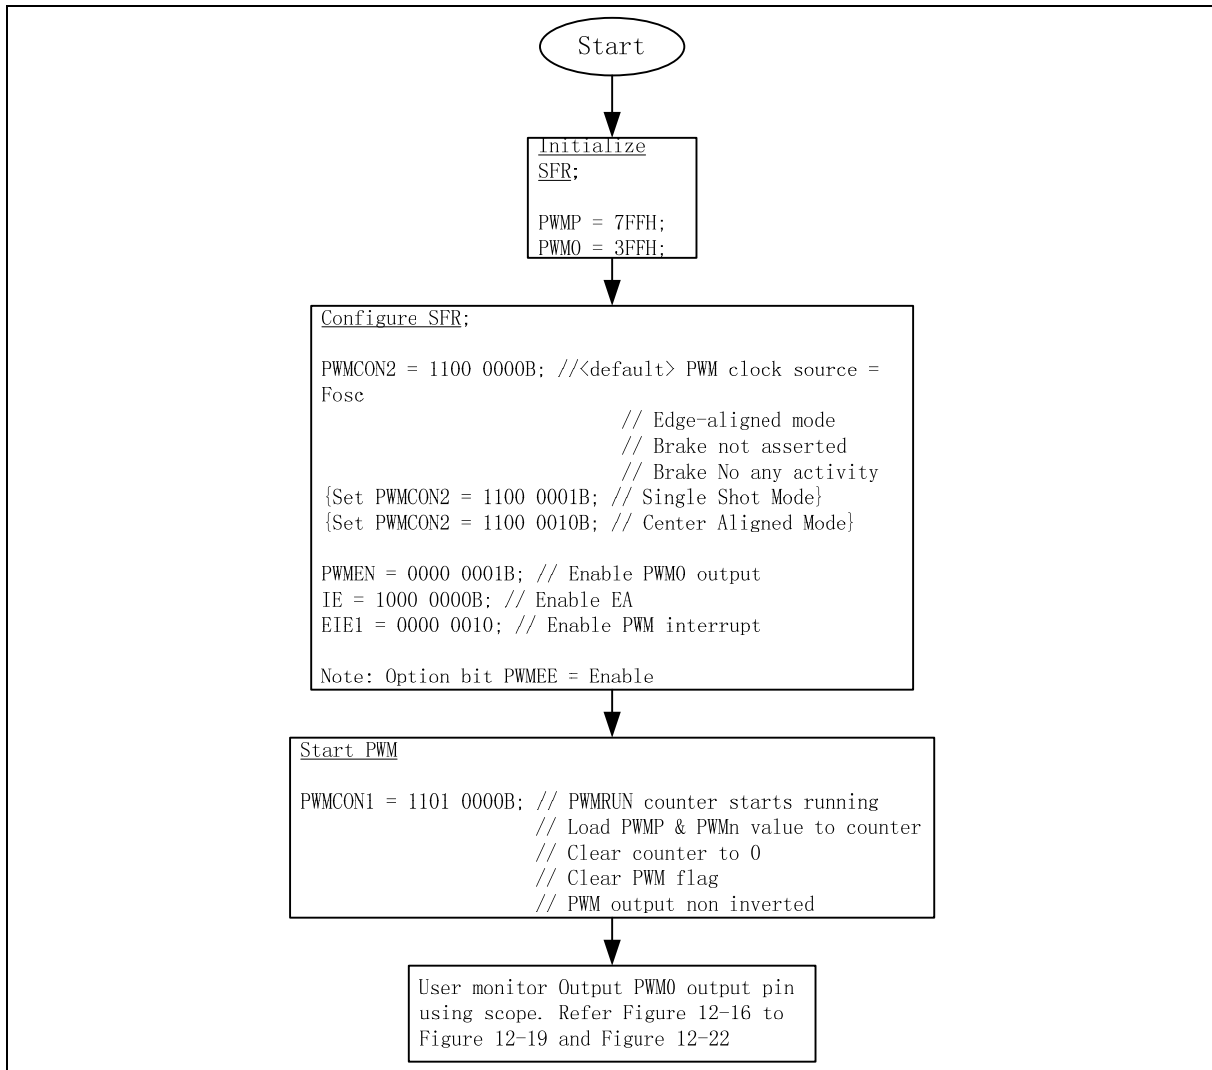 Start
Initialize
SFR;
PWMP = 7FFH;
PWM0 = 3FFH;
Configure SFR;
PWMCON2 = 1100 0000B; //<default> PWM clock source =
Fosc
// Edge-aligned mode
// Brake not asserted
// Brake No any activity
{Set PWMCON2 = 1100 0001B; // Single Shot Mode}
{Set PWMCON2 = 1100 0010B; // Center Aligned Mode}
PWMEN = 0000 0001B; // Enable PWM0 output
IE = 1000 0000B; // Enable EA
EIE1 = 0000 0010; // Enable PWM interrupt
Note: Option bit PWMEE = Enable
Start PWM
PWMCON1 = 1101 0000B; // PWMRUN counter starts running
// Load PWMP & PWMn value to counter
// Clear counter to 0
// Clear PWM flag
// PWM output non inverted
User monitor Output PWM0 output pin
using scope. Refer Figure 12-16 to
Figure 12-19 and Figure 12-22